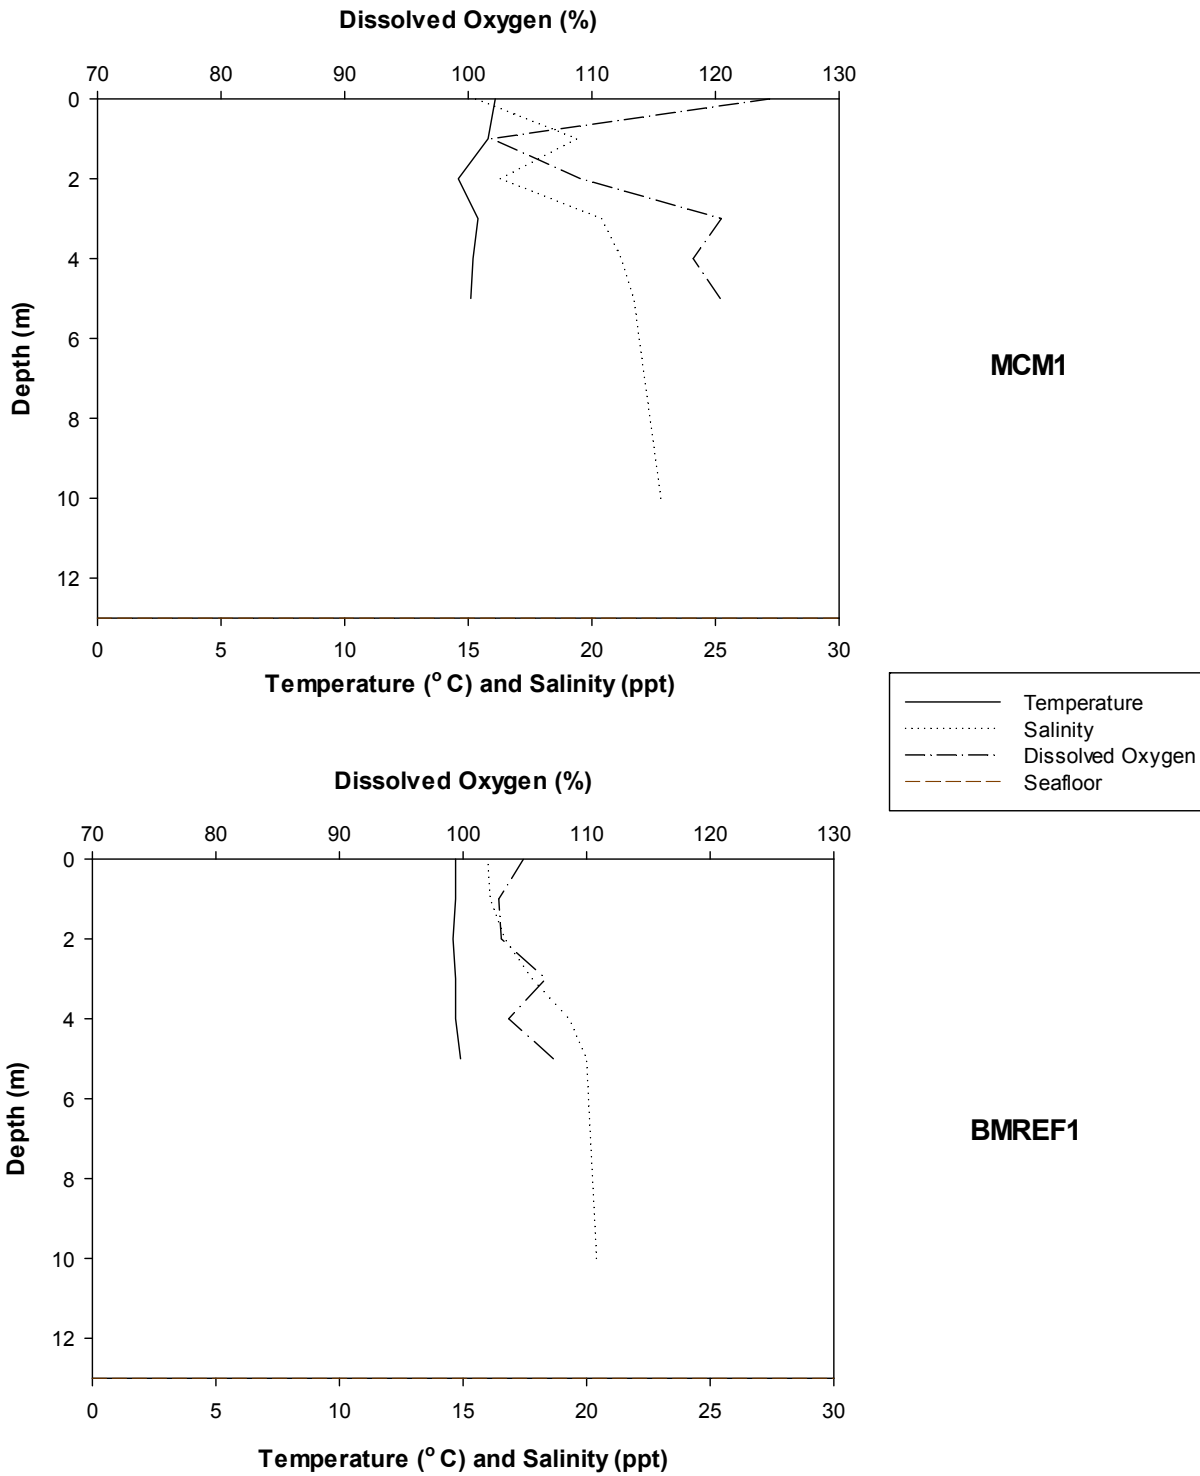 Dissolved Oxygen (%)
70 80 90 100 110 120 130
0
2
4
6
8
10
12
Depth (m)
MCM1
0 5 10 15 20 25 30
Temperature (° C) and Salinity (ppt)
Temperature
Salinity
Dissolved Oxygen
Seafloor
Dissolved Oxygen (%)
70 80 90 100 110 120 130
0
2
4
6
8
10
12
Depth (m)
BMREF1
0 5 10 15 20 25 30
Temperature (° C) and Salinity (ppt)